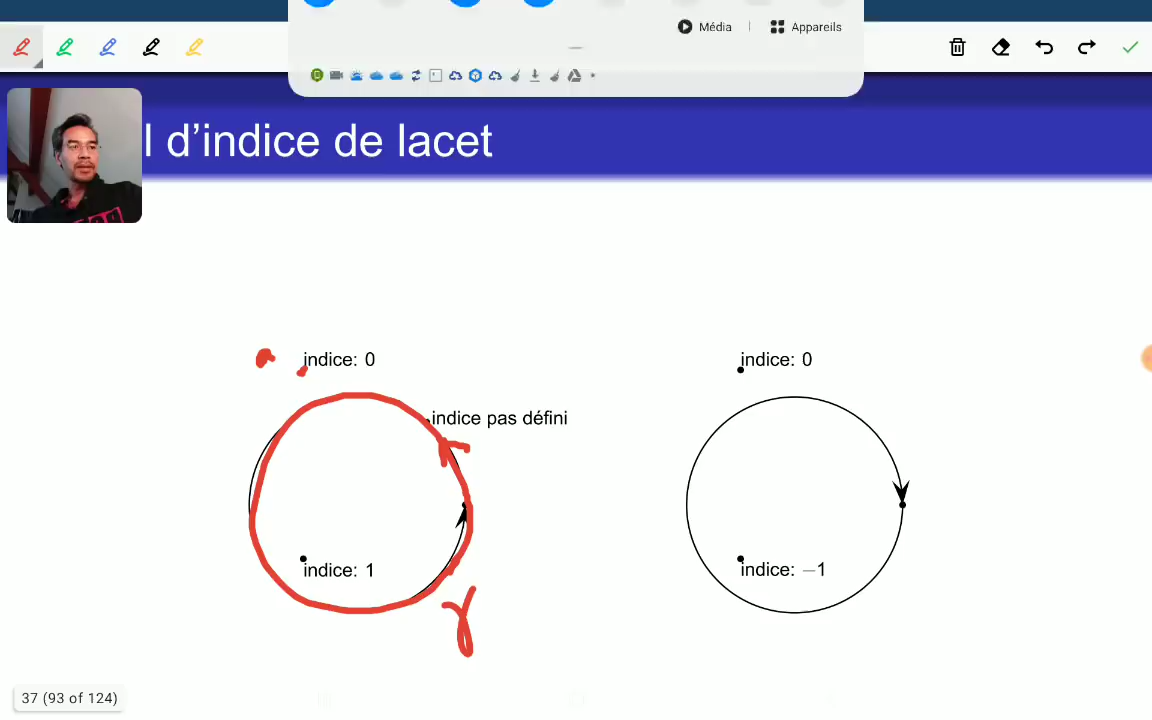 Média
Appareils
l d’indice de lacet
indice: 0
indice: 0
indice pas défini
indice: 1
indice: −1
γ
37 (93 of 124)